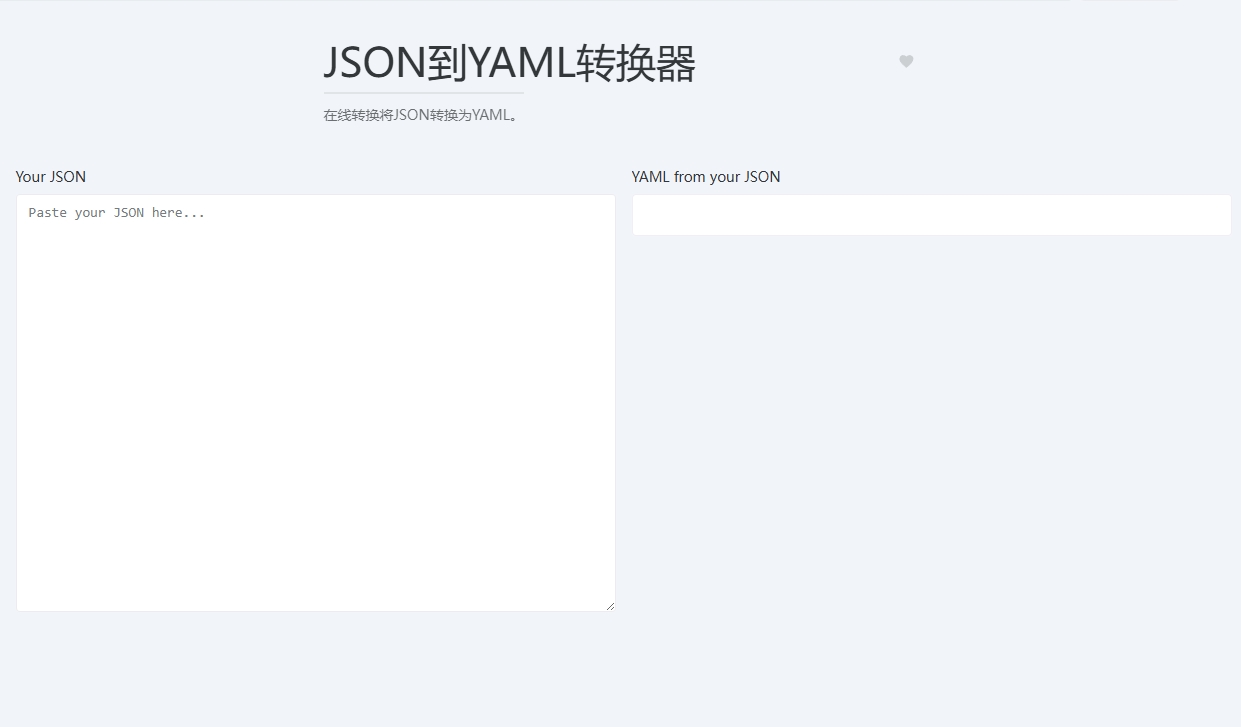 JSON到YAML转换器
在线转换将JSON转换为YAML。
Your JSON
YAML from your JSON
Paste your JSON here...